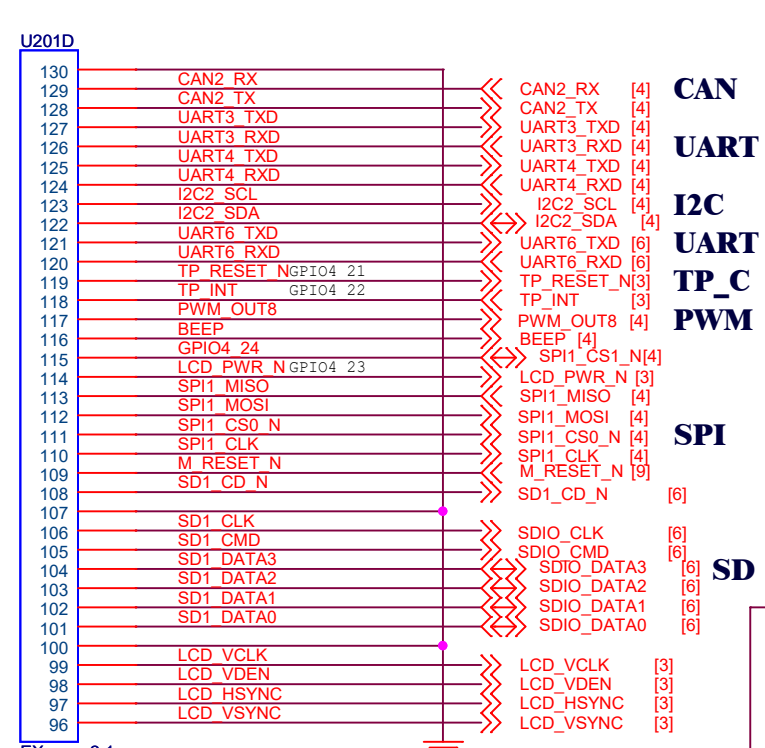 U201D
130
129 CAN2_RX CAN2_RX [4] CAN
128 CAN2_TX CAN2_TX [4]
127 UART3_TXD UART3_TXD [4]
126 UART3_RXD UART3_RXD [4] UART
125 UART4_TXD UART4_TXD [4]
124 UART4_RXD UART4_RXD [4]
123 I2C2_SCL I2C2_SCL [4] I2C
122 I2C2_SDA I2C2_SDA [4]
121 UART6_TXD UART6_TXD [6] UART
120 UART6_RXD UART6_RXD [6]
119 TP_RESET_N GPIO4 21 TP_RESET_N[3] TP_C
118 TP_INT GPIO4 22 TP_INT [3]
117 PWM_OUT8 PWM_OUT8 [4] PWM
116 BEEP BEEP [4]
115 GPIO4_24 SPI1_CS1_N[4]
114 LCD_PWR_N GPIO4 23 LCD_PWR_N [3]
113 SPI1_MISO SPI1_MISO [4]
112 SPI1_MOSI SPI1_MOSI [4]
111 SPI1_CS0_N SPI1_CS0_N [4] SPI
110 SPI1_CLK SPI1_CLK [4]
109 M_RESET_N M_RESET_N [9]
108 SD1_CD_N SD1_CD_N [6]
107
106 SD1_CLK SDIO_CLK [6]
105 SD1_CMD SDIO_CMD [6]
104 SD1_DATA3 SDIO_DATA3 [6] SD
103 SD1_DATA2 SDIO_DATA2 [6]
102 SD1_DATA1 SDIO_DATA1 [6]
101 SD1_DATA0 SDIO_DATA0 [6]
100
99 LCD_VCLK LCD_VCLK [3]
98 LCD_VDEN LCD_VDEN [3]
97 LCD_HSYNC LCD_HSYNC [3]
96 LCD_VSYNC LCD_VSYNC [3]